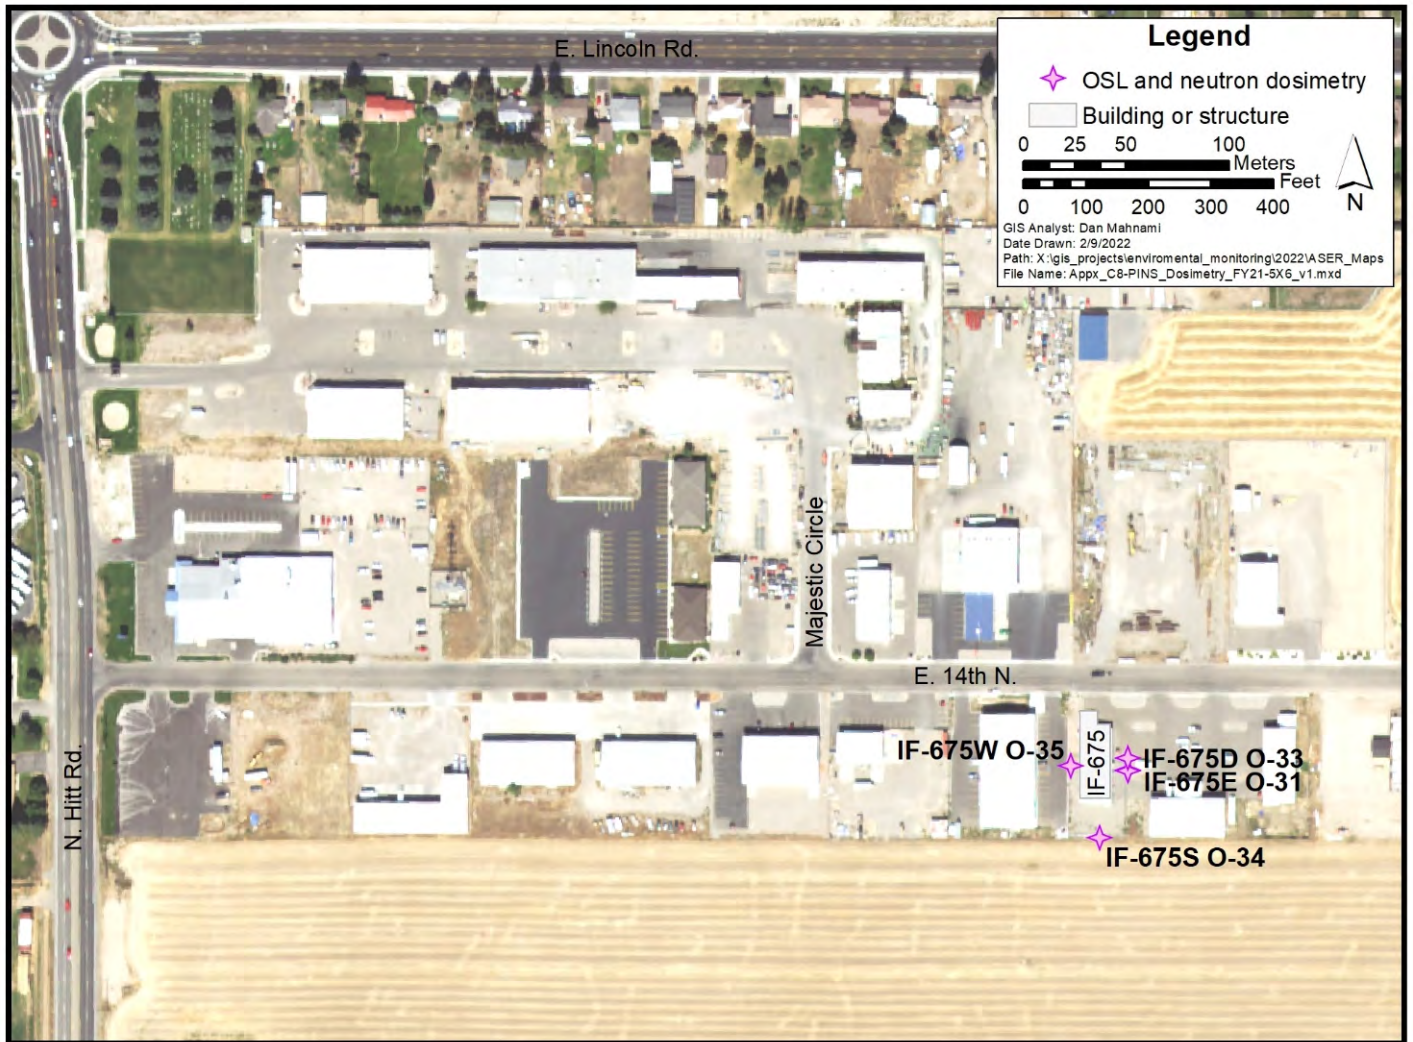 E. Lincoln Rd.
Legend
OSL and neutron dosimetry
Building or structure
0 25 50 100
Meters
Feet
0 100 200 300 400
N
GIS Analyst: Dan Mahnami
Date Drawn: 2/9/2022
Path: X:\gis_projects\enviromental_monitoring\2022\ASER_Maps
File Name: Appx_C8-PINS_Dosimetry_FY21-5X6_v1.mxd
Majestic Circle
E. 14th N.
N. Hitt Rd.
IF-675W O-35
IF-675
IF-675D O-33
IF-675E O-31
IF-675S O-34